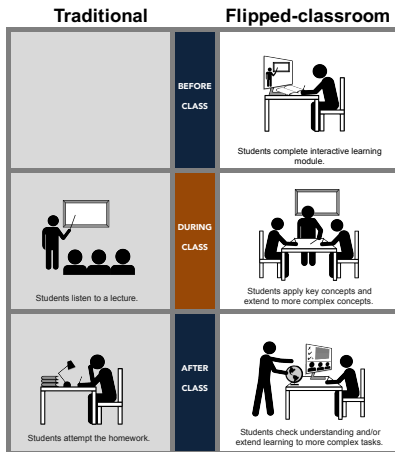 Traditional
Flipped-classroom
BEFORE
CLASS
Students complete interactive learning
module.
DURING
CLASS
Students listen to a lecture.
Students apply key concepts and
extend to more complex concepts.
AFTER
CLASS
Students attempt the homework.
Students check understanding and/or
extend learning to more complex tasks.